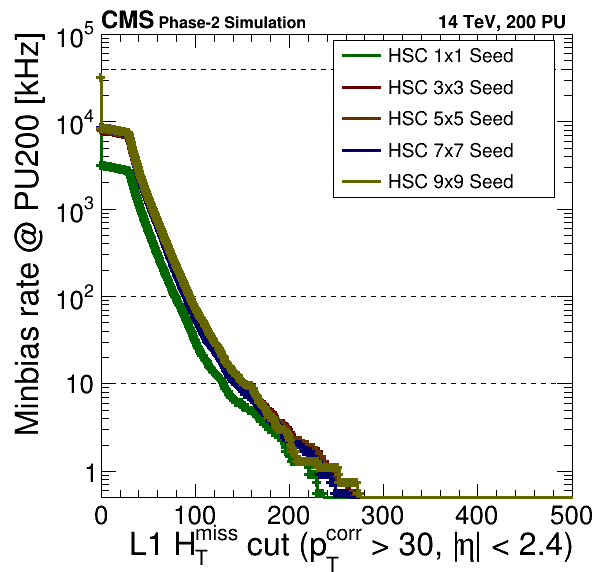 CMS Phase-2 Simulation 14 TeV, 200 PU
Minbias rate @ PU200 [kHz]
10^5
10^4
10^3
10^2
10
1
HSC 1x1 Seed
HSC 3x3 Seed
HSC 5x5 Seed
HSC 7x7 Seed
HSC 9x9 Seed
0 100 200 300 400 500
L1 H_T^miss cut (p_T^corr > 30, |η| < 2.4)